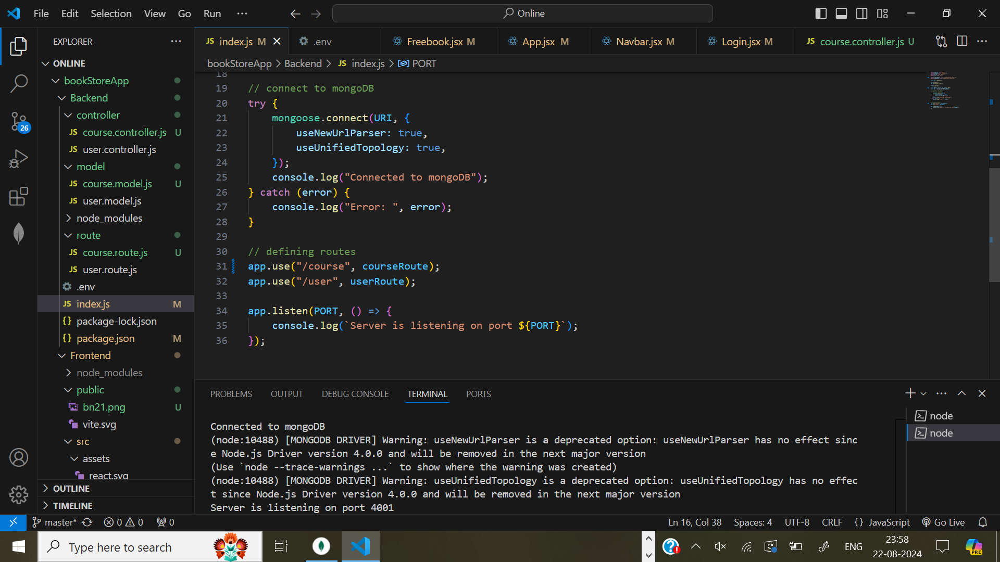 File Edit Selection View Go Run ...
Online
EXPLORER
ONLINE
bookStoreApp
Backend
controller
JS course.controller.js U
JS user.controller.js
model
JS course.model.js U
JS user.model.js
node_modules
route
JS course.route.js U
JS user.route.js
.env
JS index.js M
{} package-lock.json
{} package.json M
Frontend
node_modules
public
bn21.png U
vite.svg
src
assets
react.svg
OUTLINE
TIMELINE
26
JS index.js M .env Freebook.jsx M App.jsx M Navbar.jsx M Login.jsx M JS course.controller.js U
bookStoreApp > Backend > JS index.js > PORT
18
19 // connect to mongoDB
20 try {
21 mongoose.connect(URI, {
22 useNewUrlParser: true,
23 useUnifiedTopology: true,
24 });
25 console.log("Connected to mongoDB");
26 } catch (error) {
27 console.log("Error: ", error);
28 }
29
30 // defining routes
31 app.use("/course", courseRoute);
32 app.use("/user", userRoute);
33
34 app.listen(PORT, () => {
35 console.log(`Server is listening on port ${PORT}`);
36 });
PROBLEMS OUTPUT DEBUG CONSOLE TERMINAL PORTS
Connected to mongoDB
(node:10488) [MONGODB DRIVER] Warning: useNewUrlParser is a deprecated option: useNewUrlParser has no effect sinc
e Node.js Driver version 4.0.0 and will be removed in the next major version
(Use `node --trace-warnings ...` to show where the warning was created)
(node:10488) [MONGODB DRIVER] Warning: useUnifiedTopology is a deprecated option: useUnifiedTopology has no effec
t since Node.js Driver version 4.0.0 and will be removed in the next major version
Server is listening on port 4001
node
node
master* 0 0 0
Ln 16, Col 38 Spaces: 4 UTF-8 CRLF {} JavaScript Go Live
Type here to search
ENG
23:58
22-08-2024
PRE